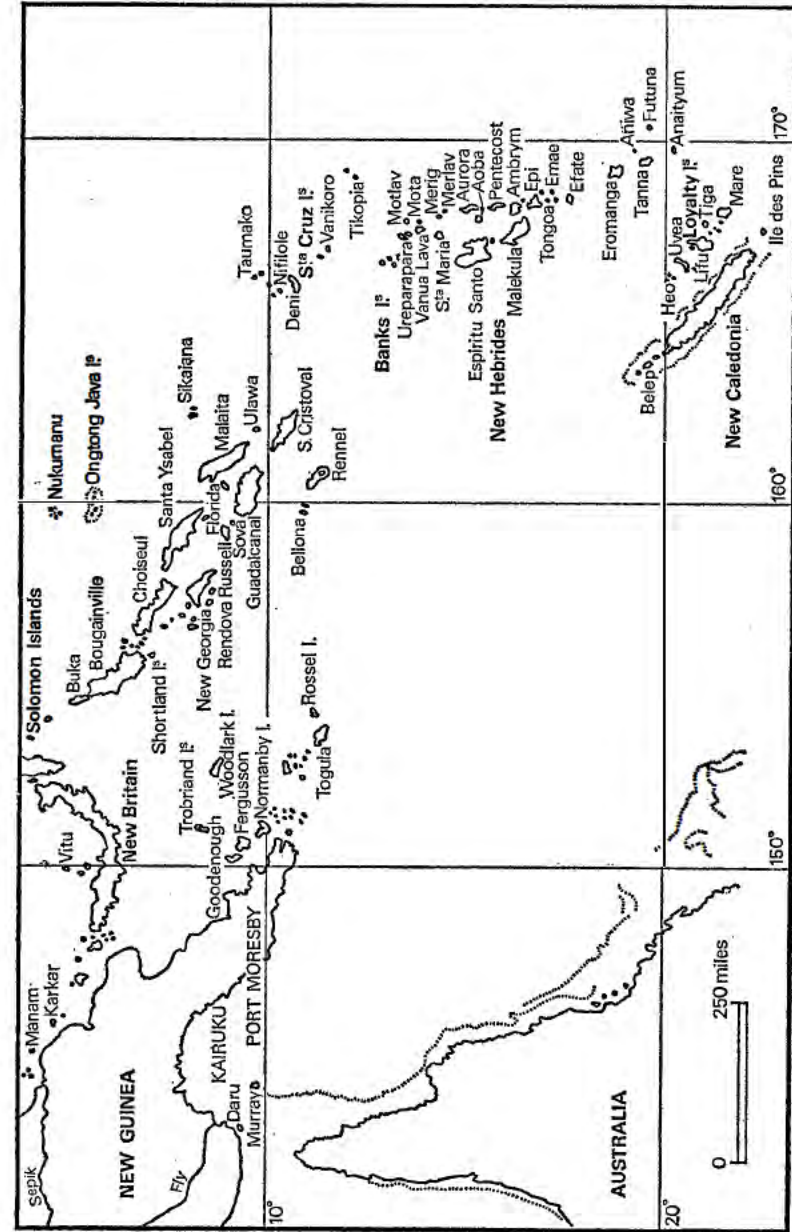 Sepik
Manam
Karkar
NEW GUINEA
Fly
KAIRUKU
Daru
Murray
PORT MORESBY
Vitu
New Britain
Solomon Islands
Buka
Bougainville
Shortland Iˢ
Choiseul
Santa Ysabel
Nukumanu
Ongtong Java Iˢ
Sikaiana
Trobriand Iˢ
Woodlark I.
Goodenough
Fergusson
Normanby I.
Togula
Rossel I.
New Georgia
Rendova
Russell
Florida
Sova
Guadalcanal
Malaita
Ulawa
S. Cristoval
Bellona
Rennel
Taumako
Nifilole
Deni
Sᵗᵃ Cruz Iˢ
Vanikoro
Tikopia
Banks Iˢ
Ureparapara
Vanua Lava
Sᵗᵃ Maria
Motlav
Mota
Merig
Merlav
Espiritu Santo
Aurora
Aoba
Pentecost
Malekula
Ambrym
New Hebrides
Epi
Tongoa
Emae
Efate
Eromanga
Tanna
Aniwa
Futuna
Anaityum
Heo
Uvea
Loyalty Iˢ
Lifu
Tiga
Mare
Belep
New Caledonia
Ile des Pins
AUSTRALIA
0 250 miles
10°
20°
150°
160°
170°